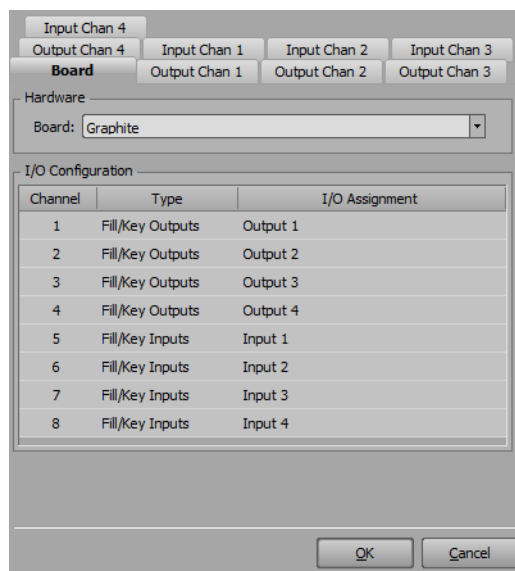 Input Chan 4
Output Chan 4 Input Chan 1 Input Chan 2 Input Chan 3
Board Output Chan 1 Output Chan 2 Output Chan 3
Hardware
Board: Graphite
I/O Configuration
Channel Type I/O Assignment
1 Fill/Key Outputs Output 1
2 Fill/Key Outputs Output 2
3 Fill/Key Outputs Output 3
4 Fill/Key Outputs Output 4
5 Fill/Key Inputs Input 1
6 Fill/Key Inputs Input 2
7 Fill/Key Inputs Input 3
8 Fill/Key Inputs Input 4
OK Cancel